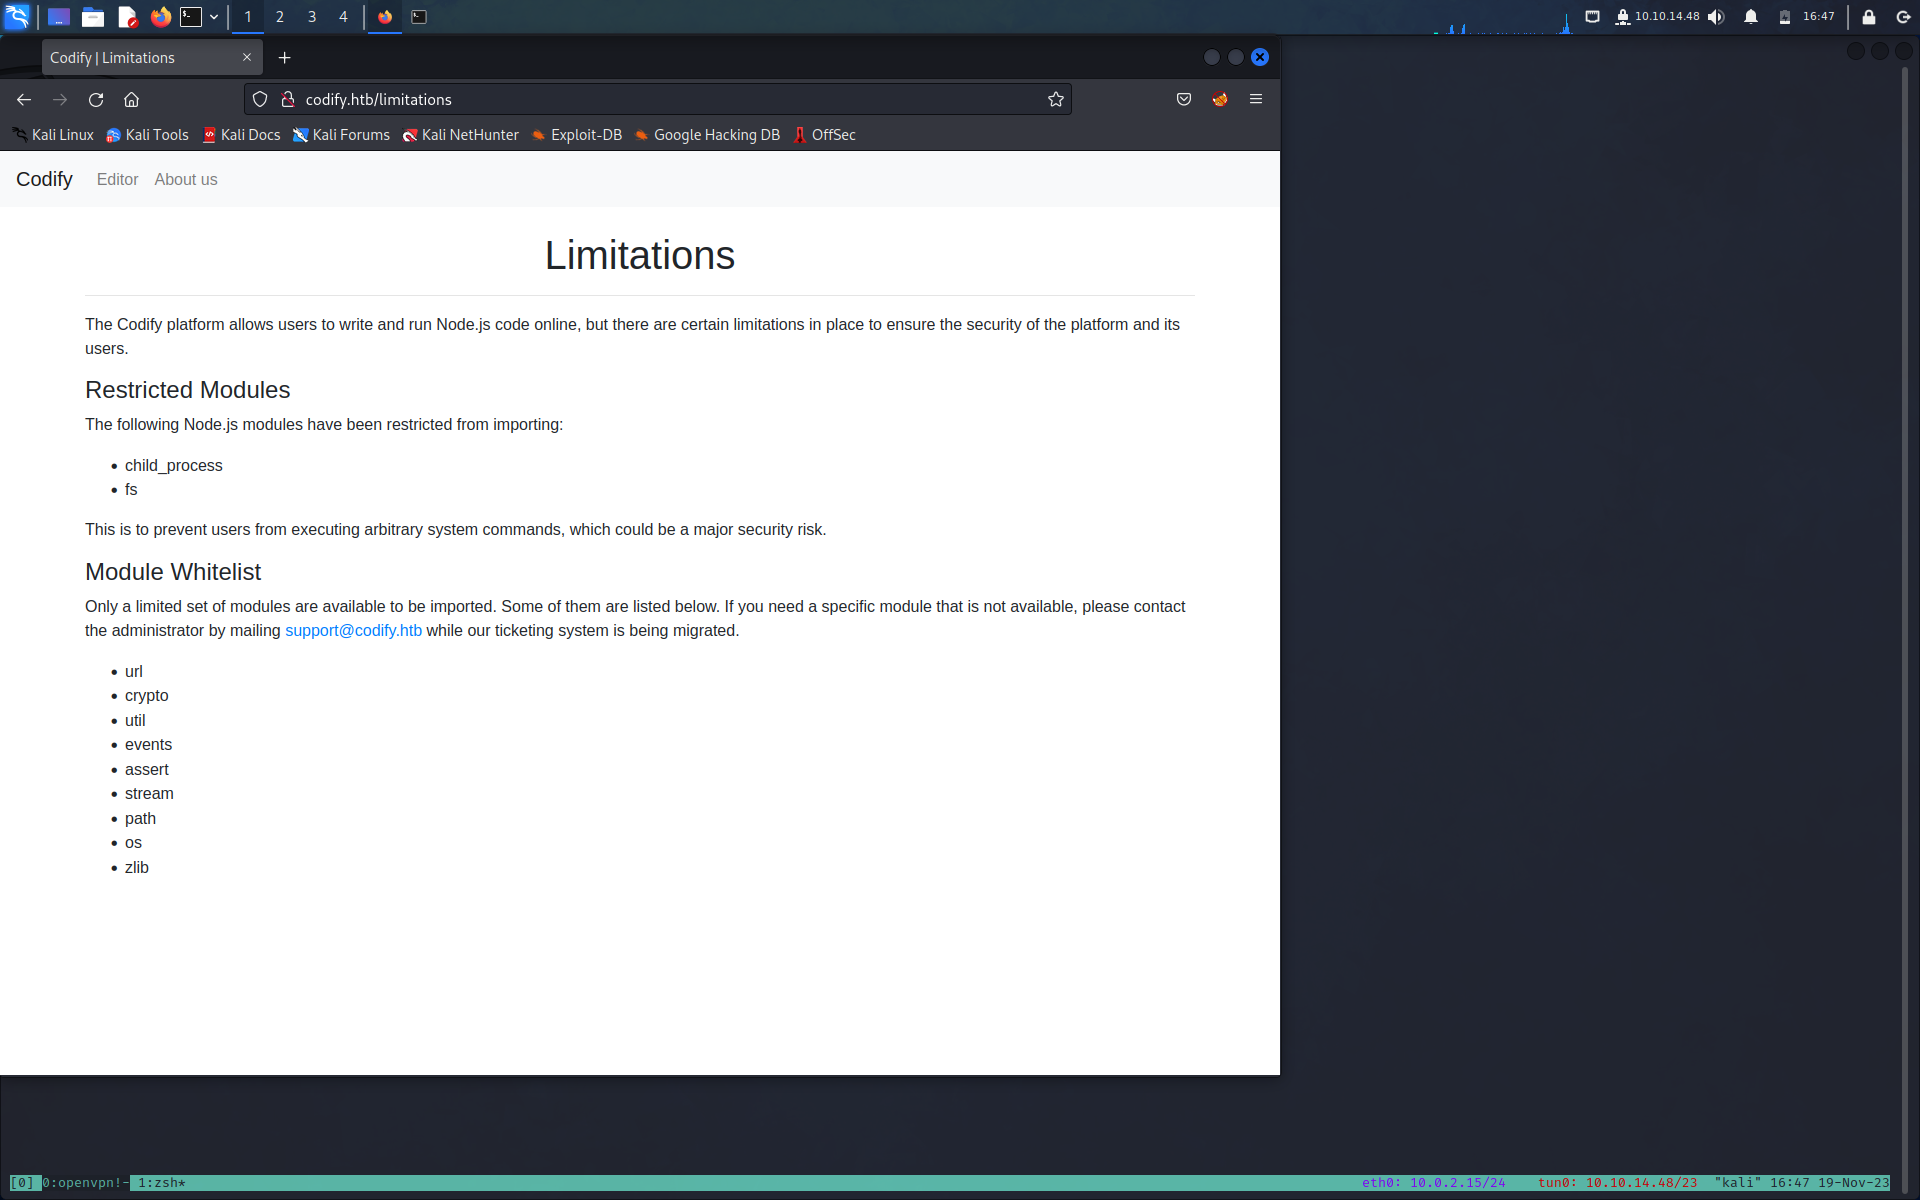 1 2 3 4
10.10.14.48
16:47
Codify | Limitations
codify.htb/limitations
Kali Linux Kali Tools Kali Docs Kali Forums Kali NetHunter Exploit-DB Google Hacking DB OffSec
Codify Editor About us
Limitations
The Codify platform allows users to write and run Node.js code online, but there are certain limitations in place to ensure the security of the platform and its
users.
Restricted Modules
The following Node.js modules have been restricted from importing:
child_process
fs
This is to prevent users from executing arbitrary system commands, which could be a major security risk.
Module Whitelist
Only a limited set of modules are available to be imported. Some of them are listed below. If you need a specific module that is not available, please contact
the administrator by mailing support@codify.htb while our ticketing system is being migrated.
url
crypto
util
events
assert
stream
path
os
zlib
[0] 0:openvpn!- 1:zsh* eth0: 10.0.2.15/24 tun0: 10.10.14.48/23 "kali" 16:47 19-Nov-23